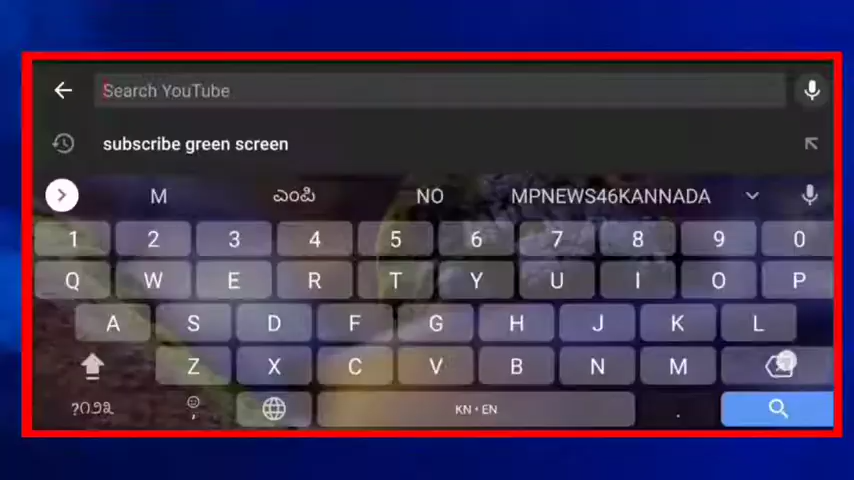 Search YouTube
subscribe green screen
M ಎಂಪಿ NO MPNEWS46KANNADA
1 2 3 4 5 6 7 8 9 0
Q W E R T Y U I O P
A S D F G H J K L
Z X C V B N M
?೧೨೩ , KN • EN .